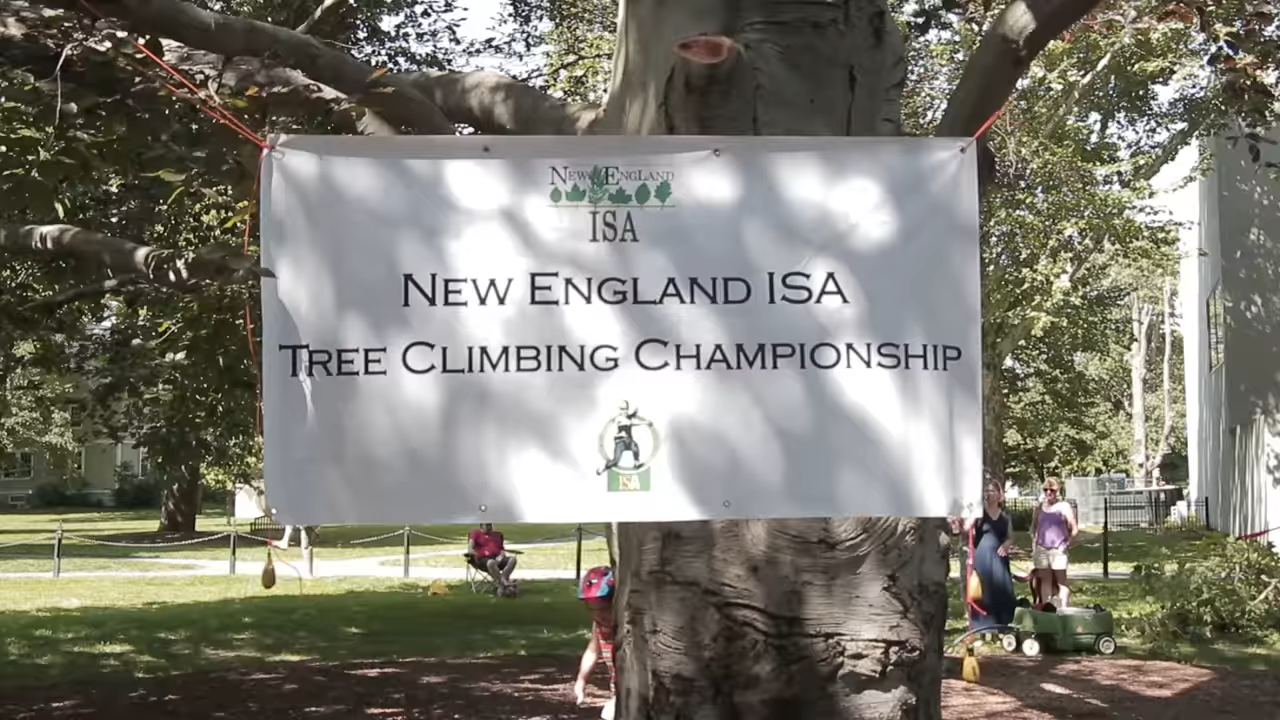 New England
ISA
New England ISA
Tree Climbing Championship
ISA